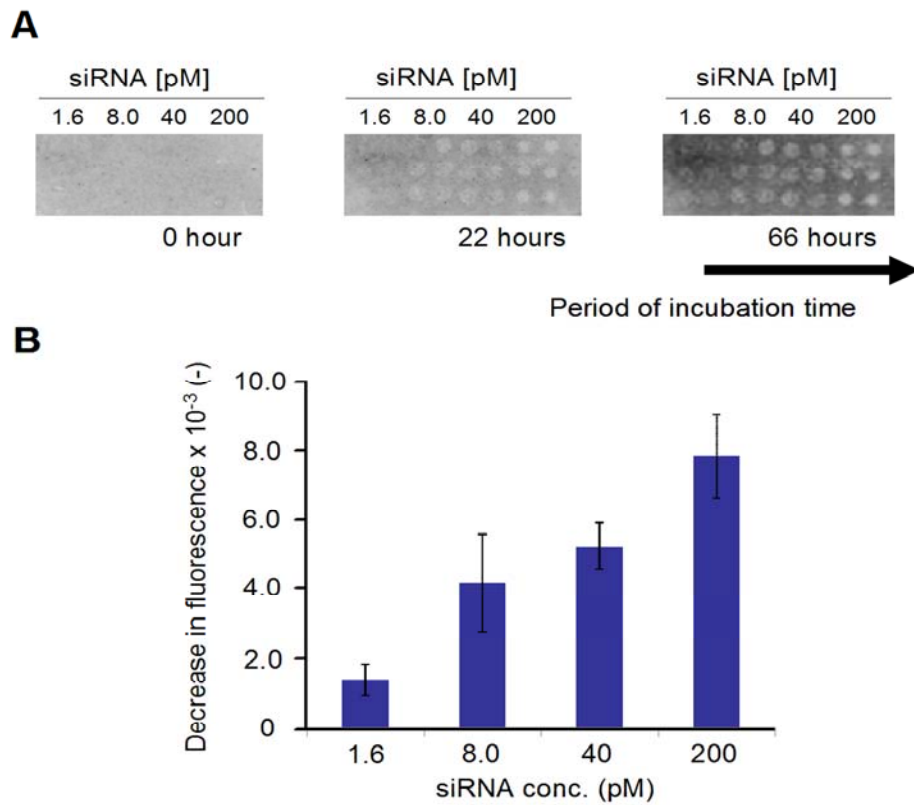 A
siRNA [pM] siRNA [pM] siRNA [pM]
1.6 8.0 40 200 1.6 8.0 40 200 1.6 8.0 40 200
0 hour 22 hours 66 hours
Period of incubation time
B
Decrease in fluorescence x 10⁻³ (-)
10.0
8.0
6.0
4.0
2.0
0
1.6 8.0 40 200
siRNA conc. (pM)